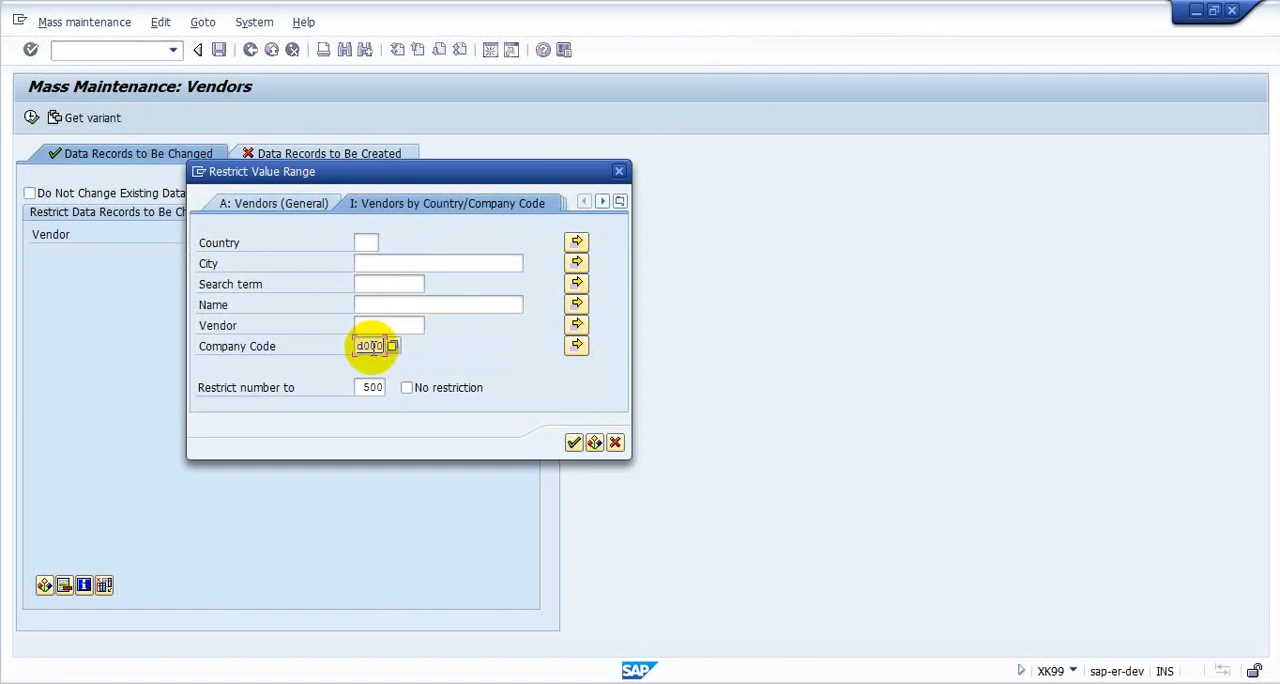 Mass maintenance Edit Goto System Help
Mass Maintenance: Vendors
Get variant
Data Records to Be Changed Data Records to Be Created
Do Not Change Existing Data
Restrict Data Records to Be Ch
Vendor
Restrict Value Range
A: Vendors (General) I: Vendors by Country/Company Code
Country
City
Search term
Name
Vendor
Company Code d000
Restrict number to 500 No restriction
SAP XK99 sap-er-dev INS